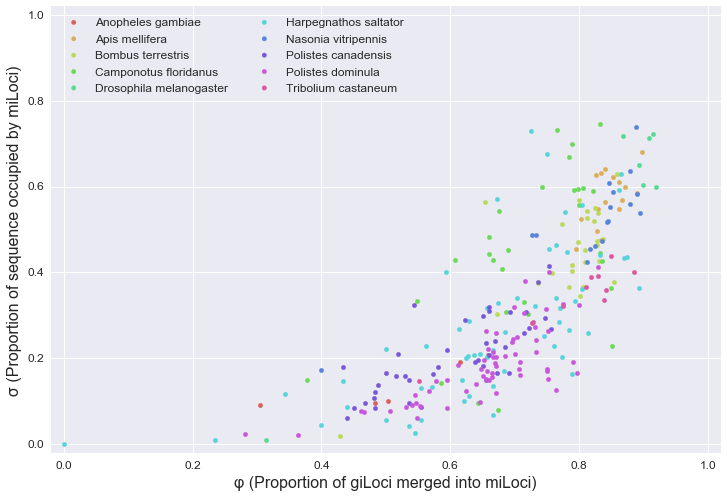 1.0
0.8
0.6
0.4
0.2
0.0
σ (Proportion of sequence occupied by miLoci)
Anopheles gambiae
Apis mellifera
Bombus terrestris
Camponotus floridanus
Drosophila melanogaster
Harpegnathos saltator
Nasonia vitripennis
Polistes canadensis
Polistes dominula
Tribolium castaneum
0.0 0.2 0.4 0.6 0.8 1.0
φ (Proportion of giLoci merged into miLoci)